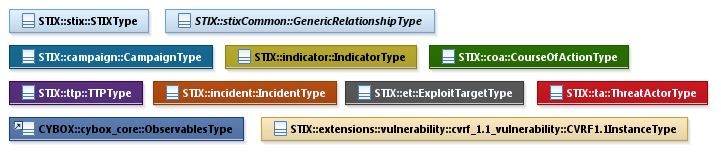 STIX::stix::STIXType
STIX::stixCommon::GenericRelationshipType
STIX::campaign::CampaignType
STIX::indicator::IndicatorType
STIX::coa::CourseOfActionType
STIX::ttp::TTPType
STIX::incident::IncidentType
STIX::et::ExploitTargetType
STIX::ta::ThreatActorType
CYBOX::cybox_core::ObservablesType
STIX::extensions::vulnerability::cvrf_1.1_vulnerability::CVRF1.1InstanceType